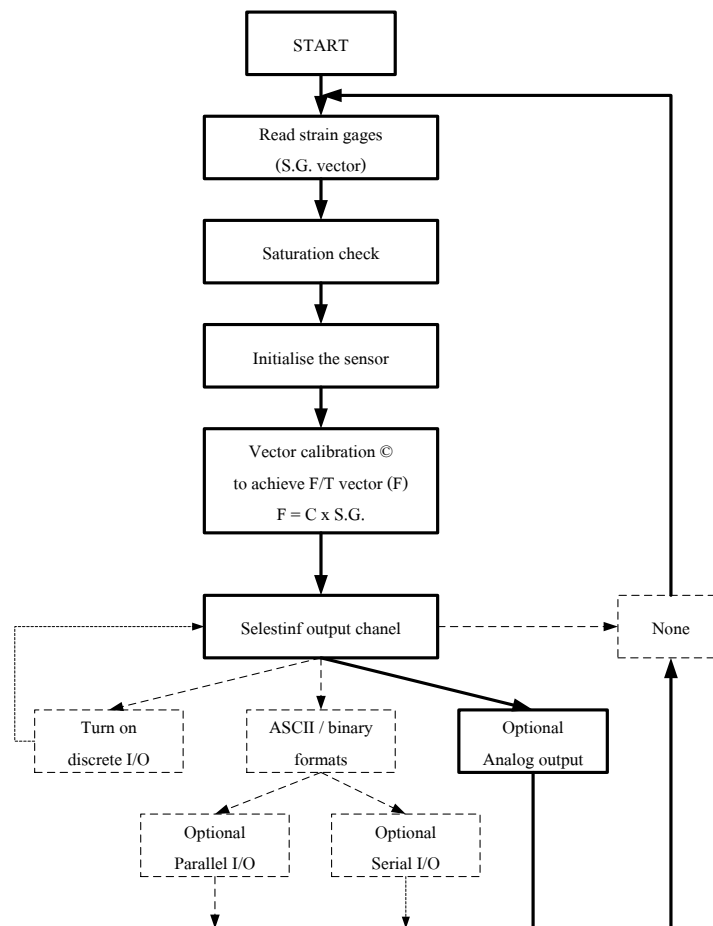 START
Read strain gages
(S.G. vector)
Saturation check
Initialise the sensor
Vector calibration ©
to achieve F/T vector (F)
F = C x S.G.
Selestinf output chanel
None
Turn on
discrete I/O
ASCII / binary
formats
Optional
Analog output
Optional
Parallel I/O
Optional
Serial I/O